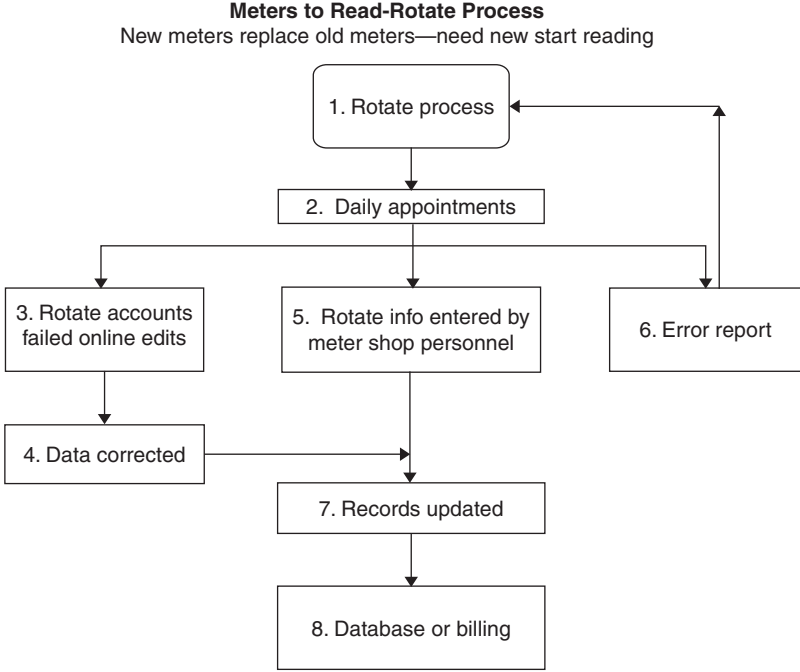 Meters to Read-Rotate Process
New meters replace old meters—need new start reading
1. Rotate process
2. Daily appointments
3. Rotate accounts
failed online edits
5. Rotate info entered by
meter shop personnel
6. Error report
4. Data corrected
7. Records updated
8. Database or billing